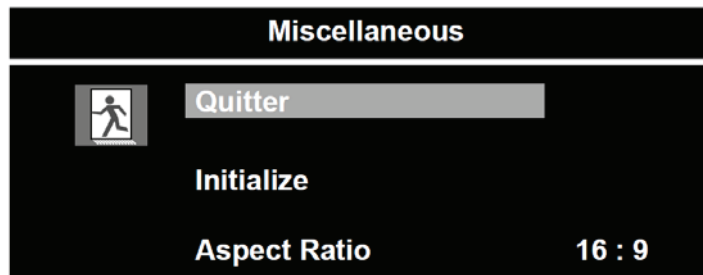 Miscellaneous
Quitter
Initialize
Aspect Ratio 16 : 9